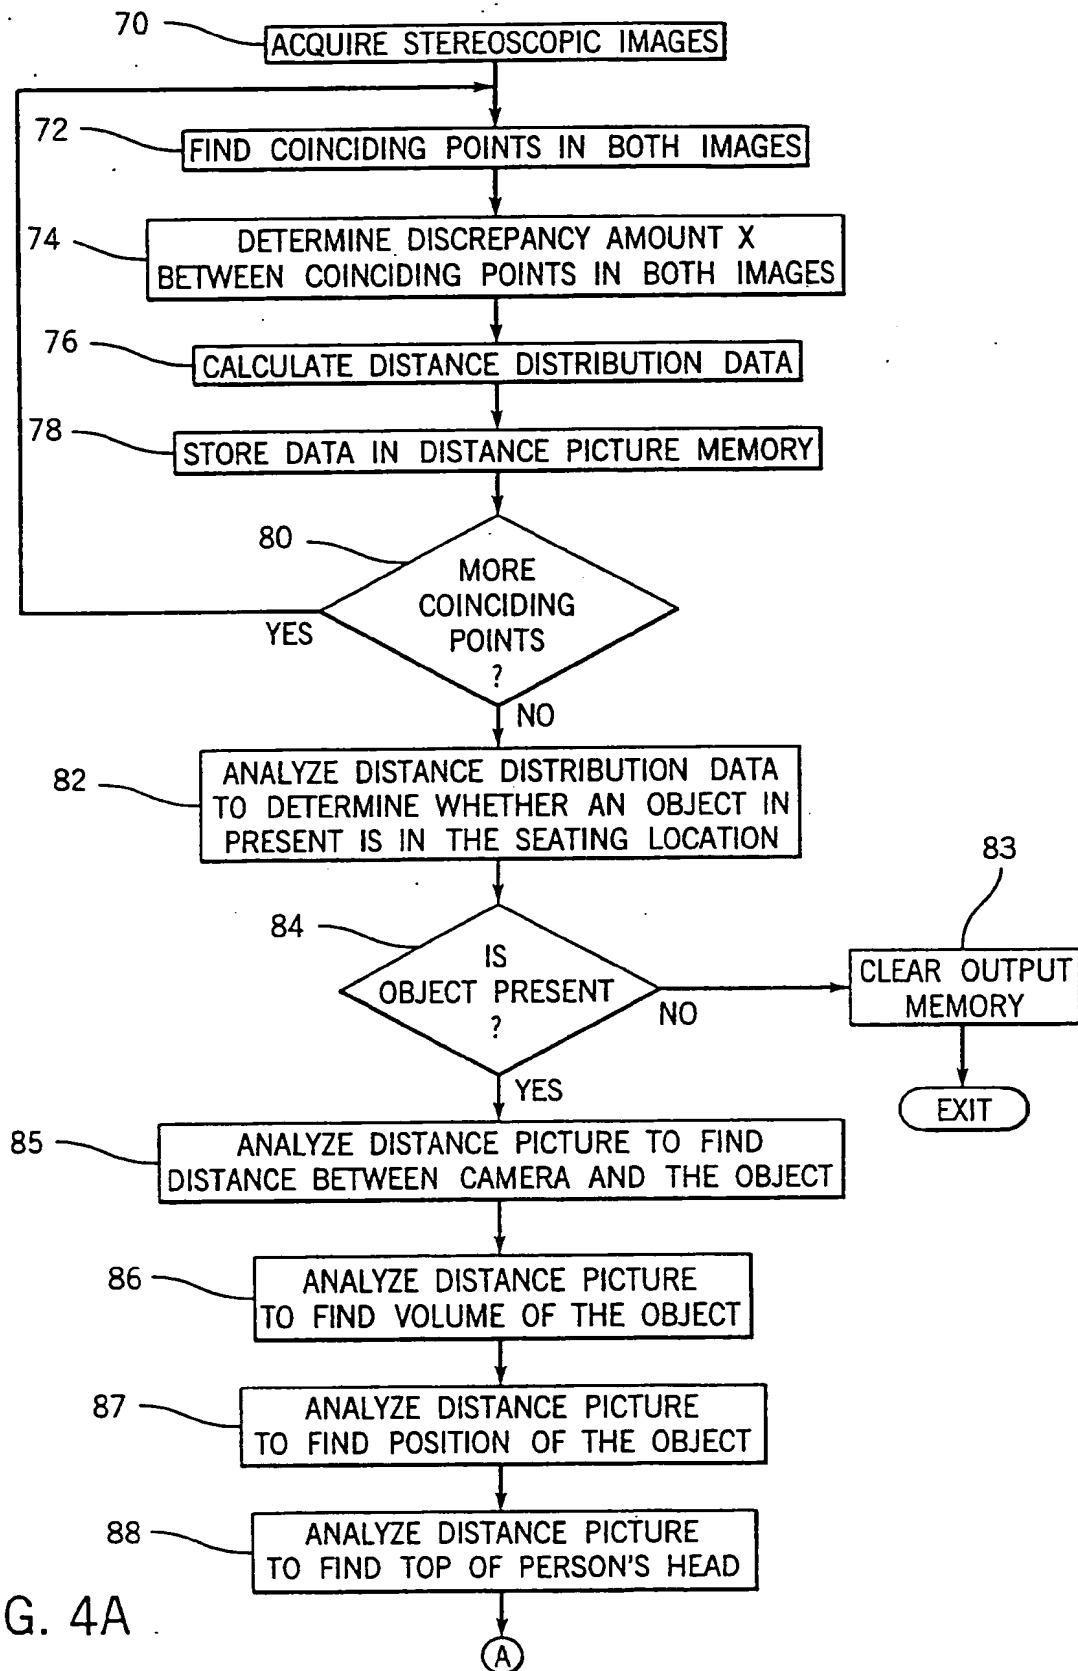 70
ACQUIRE STEREOSCOPIC IMAGES
72
FIND COINCIDING POINTS IN BOTH IMAGES
74
DETERMINE DISCREPANCY AMOUNT X
BETWEEN COINCIDING POINTS IN BOTH IMAGES
76
CALCULATE DISTANCE DISTRIBUTION DATA
78
STORE DATA IN DISTANCE PICTURE MEMORY
80
MORE
COINCIDING
POINTS
?
YES
NO
82
ANALYZE DISTANCE DISTRIBUTION DATA
TO DETERMINE WHETHER AN OBJECT IN
PRESENT IS IN THE SEATING LOCATION
84
IS
OBJECT PRESENT
?
NO
83
CLEAR OUTPUT
MEMORY
EXIT
YES
85
ANALYZE DISTANCE PICTURE TO FIND
DISTANCE BETWEEN CAMERA AND THE OBJECT
86
ANALYZE DISTANCE PICTURE
TO FIND VOLUME OF THE OBJECT
87
ANALYZE DISTANCE PICTURE
TO FIND POSITION OF THE OBJECT
88
ANALYZE DISTANCE PICTURE
TO FIND TOP OF PERSON'S HEAD
G. 4A
A